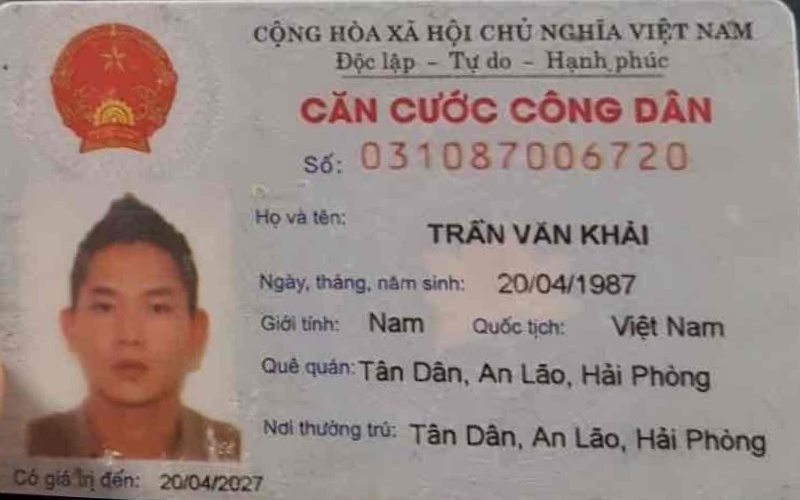 CỘNG HÒA XÃ HỘI CHỦ NGHĨA VIỆT NAM
Độc lập - Tự do - Hạnh phúc
CĂN CƯỚC CÔNG DÂN
Số: 031087006720
Họ và tên: TRẦN VĂN KHẢI
Ngày, tháng, năm sinh: 20/04/1987
Giới tính: Nam Quốc tịch: Việt Nam
Quê quán: Tân Dân, An Lão, Hải Phòng
Nơi thường trú: Tân Dân, An Lão, Hải Phòng
Có giá trị đến: 20/04/2027